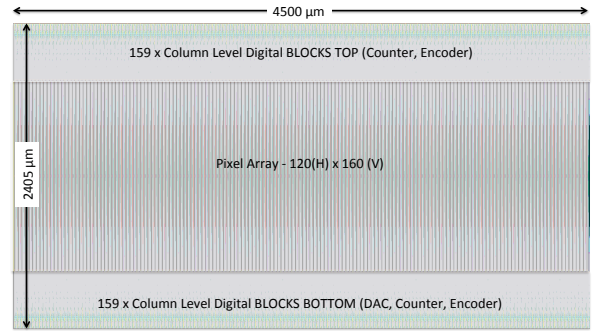 4500 µm
159 x Column Level Digital BLOCKS TOP (Counter, Encoder)
Pixel Array - 120(H) x 160 (V)
2405 µm
159 x Column Level Digital BLOCKS BOTTOM (DAC, Counter, Encoder)